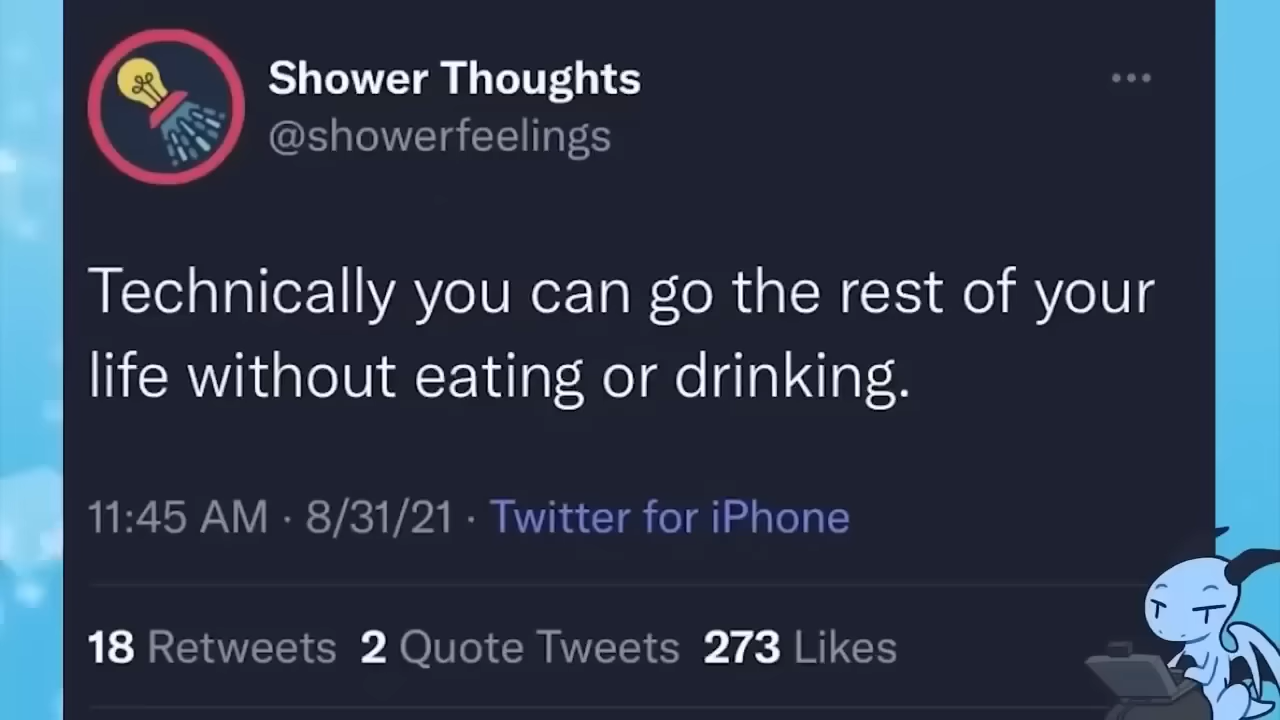 Shower Thoughts
@showerfeelings
Technically you can go the rest of your
life without eating or drinking.
11:45 AM · 8/31/21 · Twitter for iPhone
18 Retweets 2 Quote Tweets 273 Likes